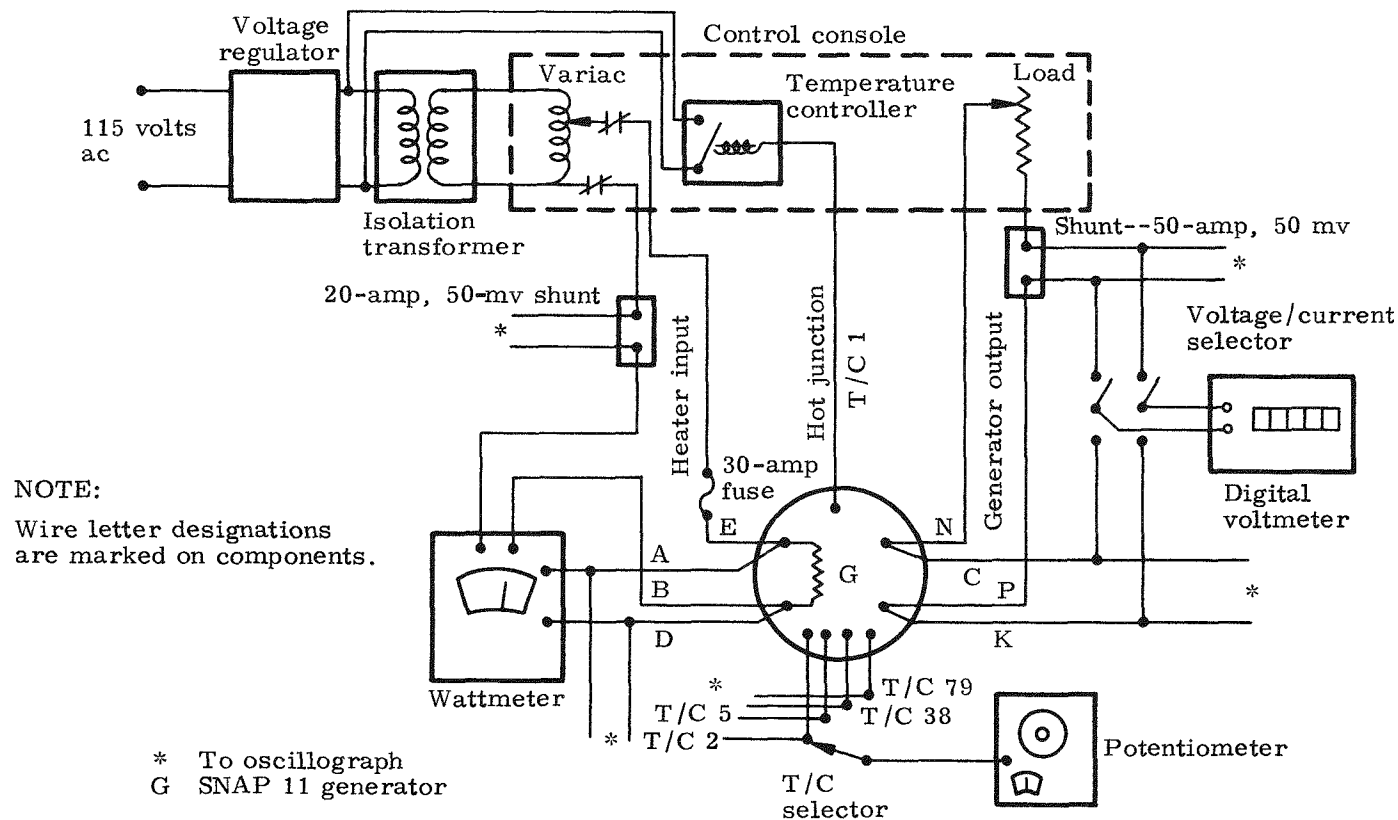 Voltage
regulator
Control console
Variac
Load
Temperature
controller
115 volts
ac
Isolation
transformer
Shunt--50-amp, 50 mv
*
20-amp, 50-mv shunt
*
Voltage/current
selector
Heater input
Hot junction
T/C 1
Generator output
30-amp
fuse
Digital
voltmeter
NOTE:
Wire letter designations
are marked on components.
E
N
A
G
C
B
P
*
D
K
Wattmeter
*
T/C 79
T/C 5
T/C 38
*
T/C 2
Potentiometer
T/C
selector
* To oscillograph
G SNAP 11 generator